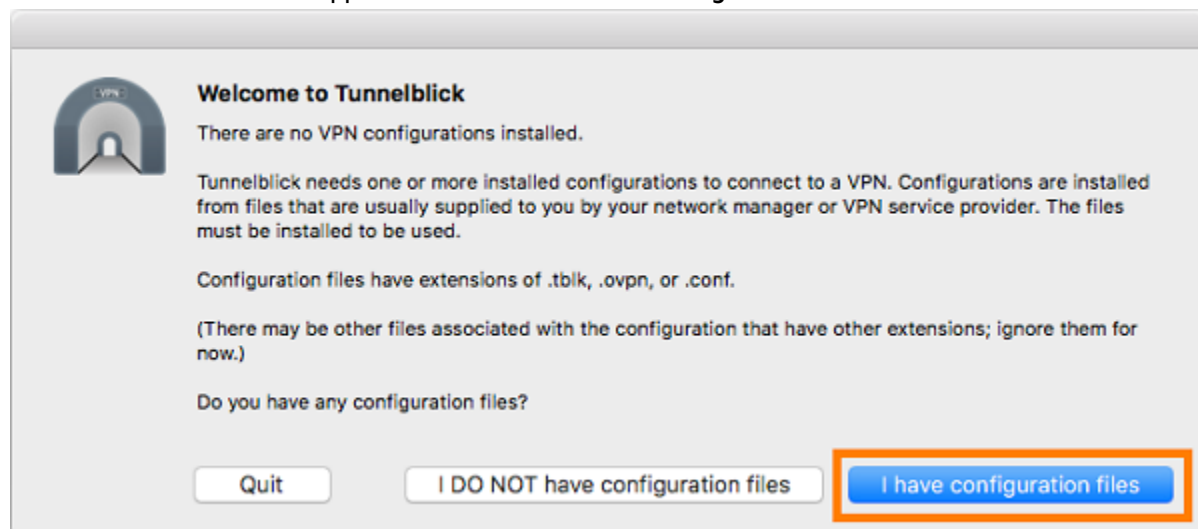 VPN
Welcome to Tunnelblick
There are no VPN configurations installed.
Tunnelblick needs one or more installed configurations to connect to a VPN. Configurations are installed
from files that are usually supplied to you by your network manager or VPN service provider. The files
must be installed to be used.
Configuration files have extensions of .tblk, .ovpn, or .conf.
(There may be other files associated with the configuration that have other extensions; ignore them for
now.)
Do you have any configuration files?
Quit
I DO NOT have configuration files
I have configuration files